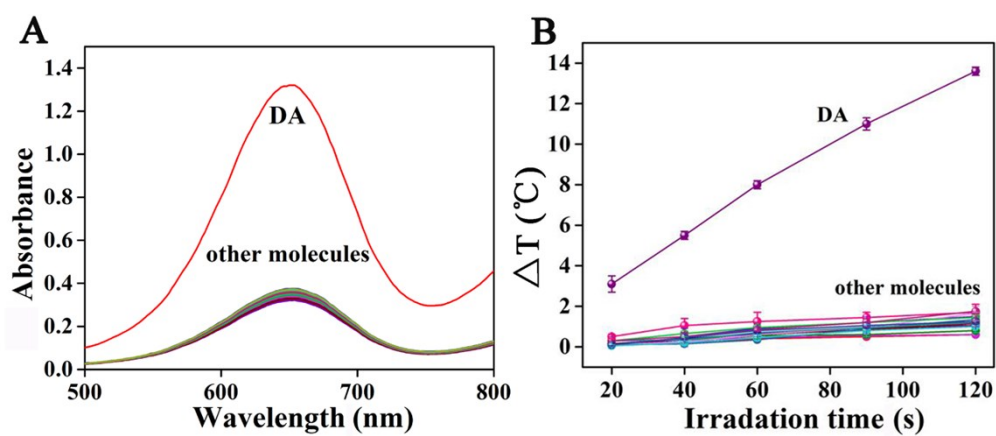 A
1.4
1.2
1.0
0.8
0.6
0.4
0.2
0.0
Absorbance
DA
other molecules
500 600 700 800
Wavelength (nm)
B
14
12
10
8
6
4
2
0
△T (℃)
DA
other molecules
20 40 60 80 100 120
Irradation time (s)